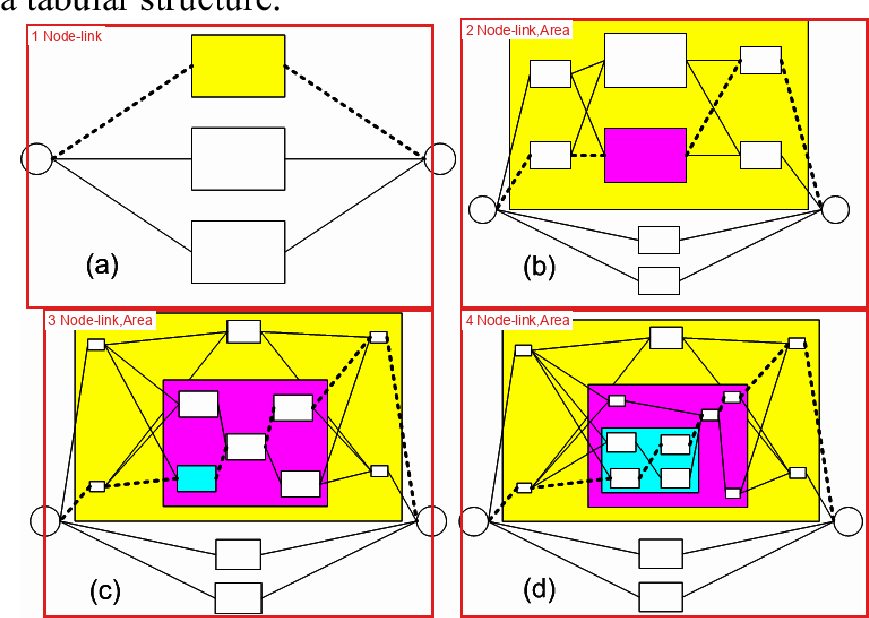 a tabular structure.
1 Node-link
2 Node-link,Area
(a)
(b)
3 Node-link,Area
4 Node-link,Area
(c)
(d)